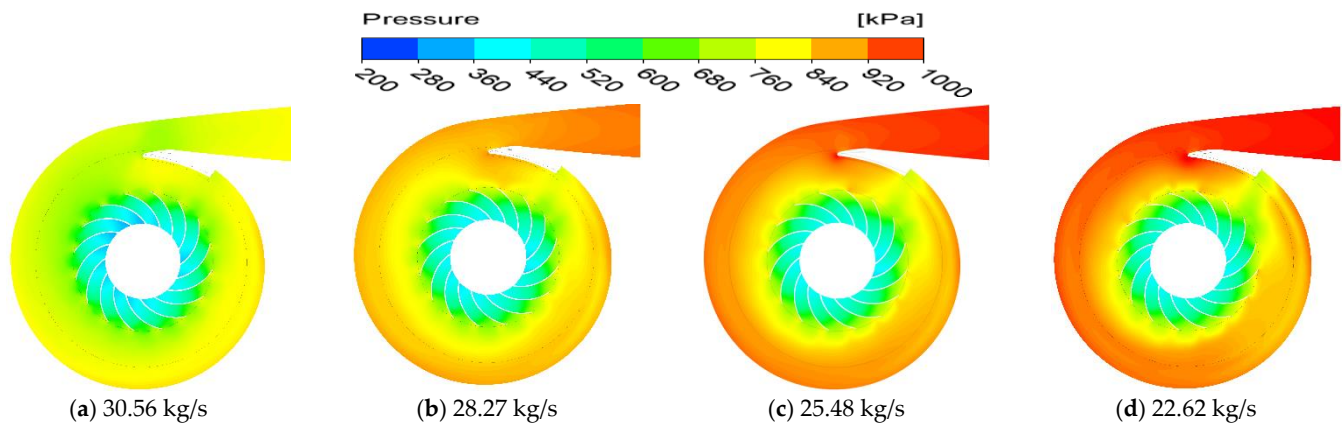 Pressure [kPa]
200 280 360 440 520 600 680 760 840 920 1000
(a) 30.56 kg/s (b) 28.27 kg/s (c) 25.48 kg/s (d) 22.62 kg/s